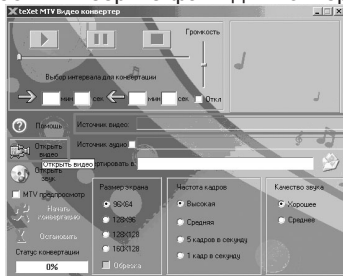 teXet MTV Видео конвертер
Громкость
Выбор интервала для конвертации
мин сек мин сек Откл
Помощь
Источник видео:
Открыть видео
Источник аудио
Открыть видео
Открыть звук
MTV предпросмотр
Начать конвертацию
Остановить
Статус конвертации
0%
Размер экрана
96X64
128X96
128X128
160X128
Обрезка
Частота кадров
Высокая
Средняя
5 кадров в секунду
1 кадр в секунду
Качество звука
Хорошее
Среднее